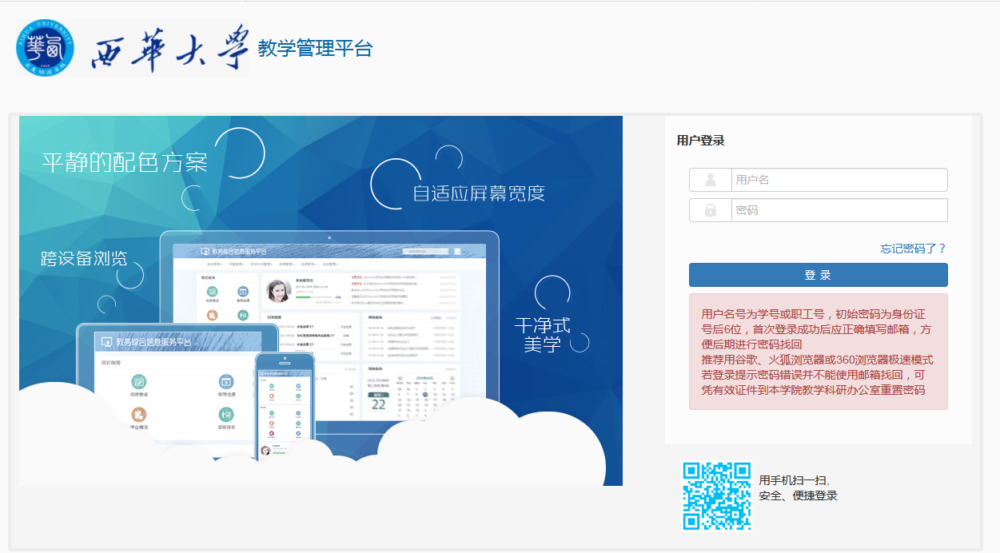 XIHUA UNIVERSITY
西華大学 教学管理平台
平静的配色方案
自适应屏幕宽度
跨设备浏览
干净式
美学
教务综合信息服务平台
教务综合信息服务平台
最近使用
成绩查询
推荐选课
学业情况
项目报名
22
用户登录
用户名
密码
忘记密码了？
登 录
用户名号为学号或职工号，初始密码为身份证
号后6位，首次登录成功后应正确填写邮箱，方
便后期进行密码找回
推荐用谷歌、火狐浏览器或360浏览器极速模式
若登录提示密码错误并不能使用邮箱找回，可
凭有效证件到本学院教学科研办公室重置密码
用手机扫一扫,
安全、便捷登录